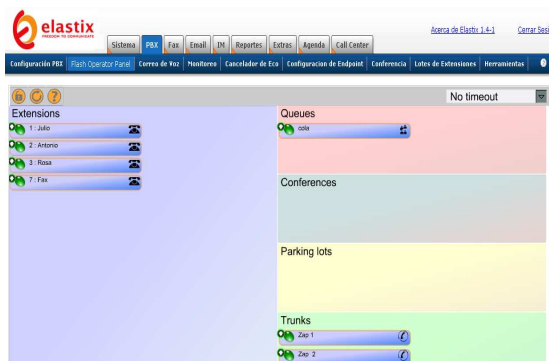 elastix
FREEDOM TO COMMUNICATE
Acerca de Elastix 1.4-1
Cerrar Sesi
Sistema
PBX
Fax
Email
IM
Reportes
Extras
Agenda
Call Center
Configuración PBX
Flash Operator Panel
Correo de Voz
Monitoreo
Cancelador de Eco
Configuracion de Endpoint
Conferencia
Lotes de Extensiones
Herramientas
No timeout
Extensions
1 : Julio
2 : Antonio
3 : Rosa
7 : Fax
Queues
cola
Conferences
Parking lots
Trunks
Zap 1
Zap 2